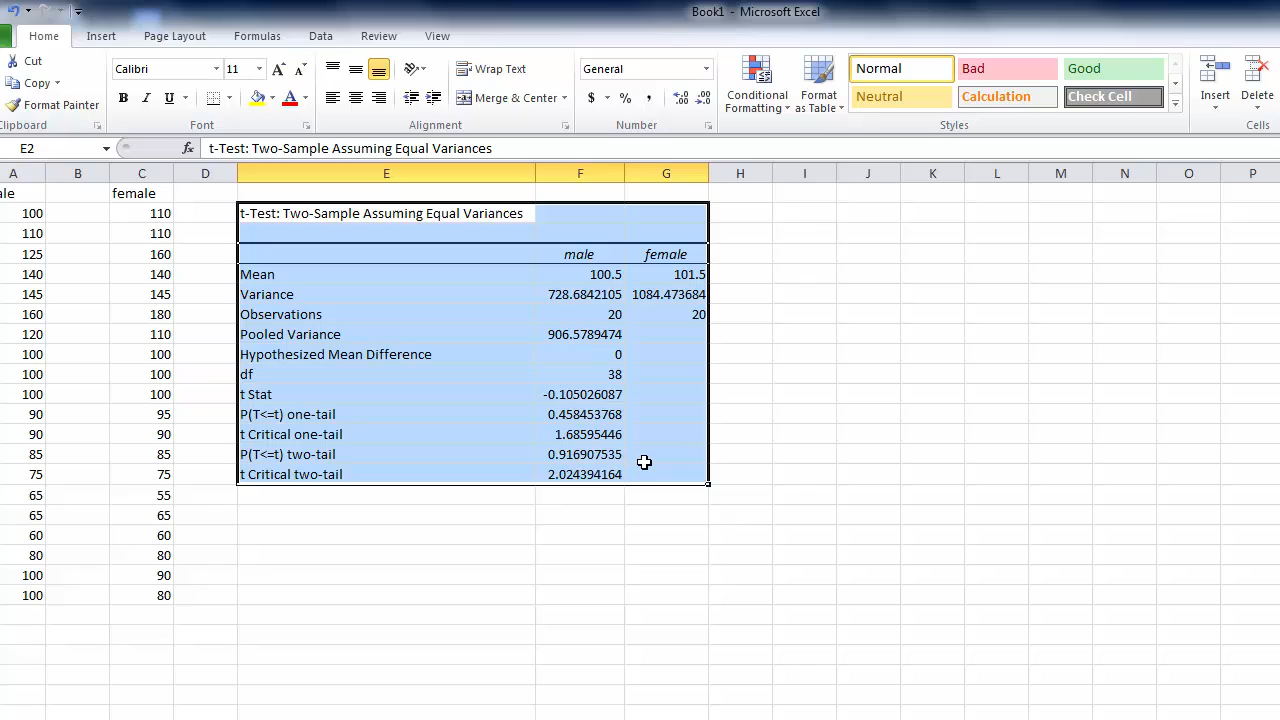 Book1 - Microsoft Excel
Home Insert Page Layout Formulas Data Review View
Cut
Copy
Format Painter
Clipboard
Calibri 11 A A
B I U A
Font
Wrap Text
Merge & Center
Alignment
General
$ % , .0 .00 .00 .0
Number
Conditional Formatting
Format as Table
Normal Bad Good
Neutral Calculation Check Cell
Styles
Insert Delete
Cells
E2 fx t-Test: Two-Sample Assuming Equal Variances
A B C D E F G H I J K L M N O P
ale female
100 110 t-Test: Two-Sample Assuming Equal Variances
110 110
125 160 male female
140 140 Mean 100.5 101.5
145 145 Variance 728.6842105 1084.473684
160 180 Observations 20 20
120 110 Pooled Variance 906.5789474
100 100 Hypothesized Mean Difference 0
100 100 df 38
100 100 t Stat -0.105026087
90 95 P(T<=t) one-tail 0.458453768
90 90 t Critical one-tail 1.68595446
85 85 P(T<=t) two-tail 0.916907535
75 75 t Critical two-tail 2.024394164
65 55
65 65
60 60
80 80
100 90
100 80